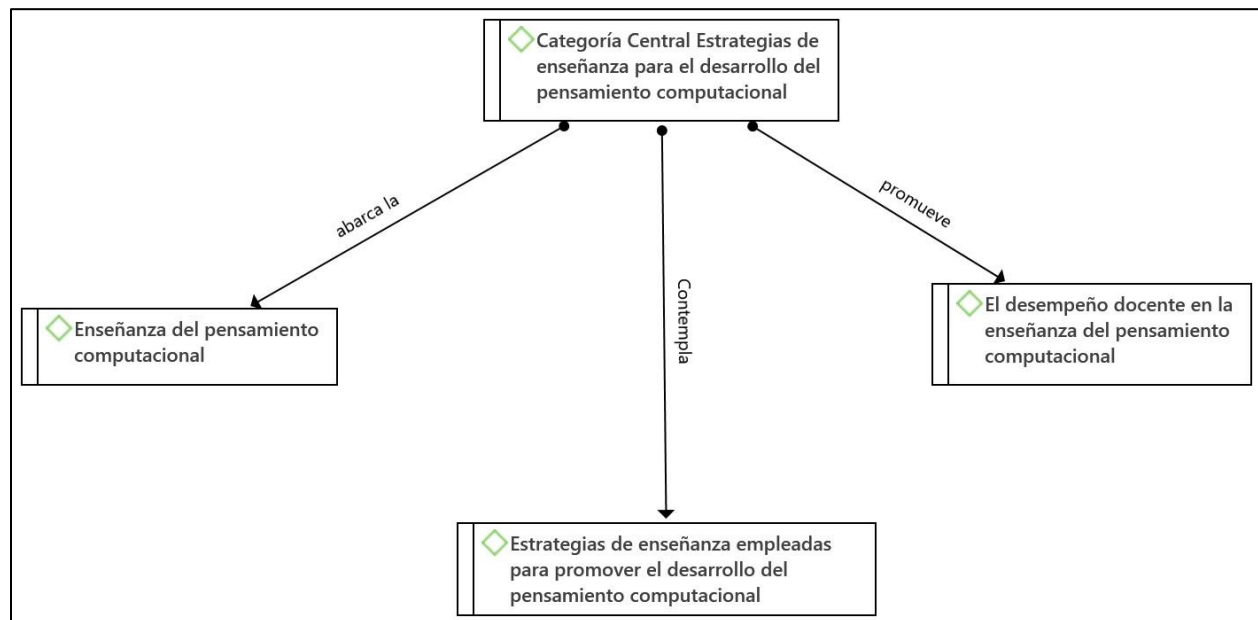 Categoría Central Estrategias de
enseñanza para el desarrollo del
pensamiento computacional
abarca la
Contempla
promueve
Enseñanza del pensamiento
computacional
El desempeño docente en la
enseñanza del pensamiento
computacional
Estrategias de enseñanza empleadas
para promover el desarrollo del
pensamiento computacional